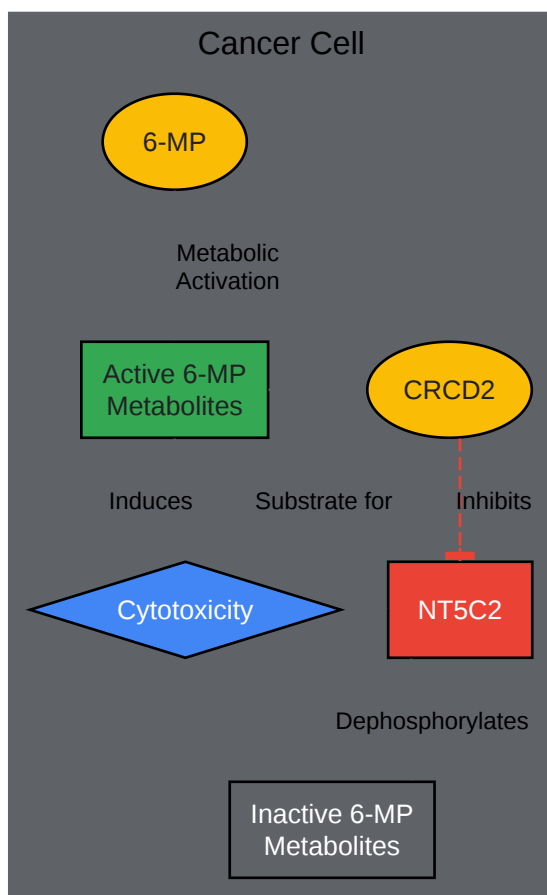 Cancer Cell
6-MP
Metabolic
Activation
Active 6-MP
Metabolites
CRCD2
Induces
Substrate for
Inhibits
Cytotoxicity
NT5C2
Dephosphorylates
Inactive 6-MP
Metabolites